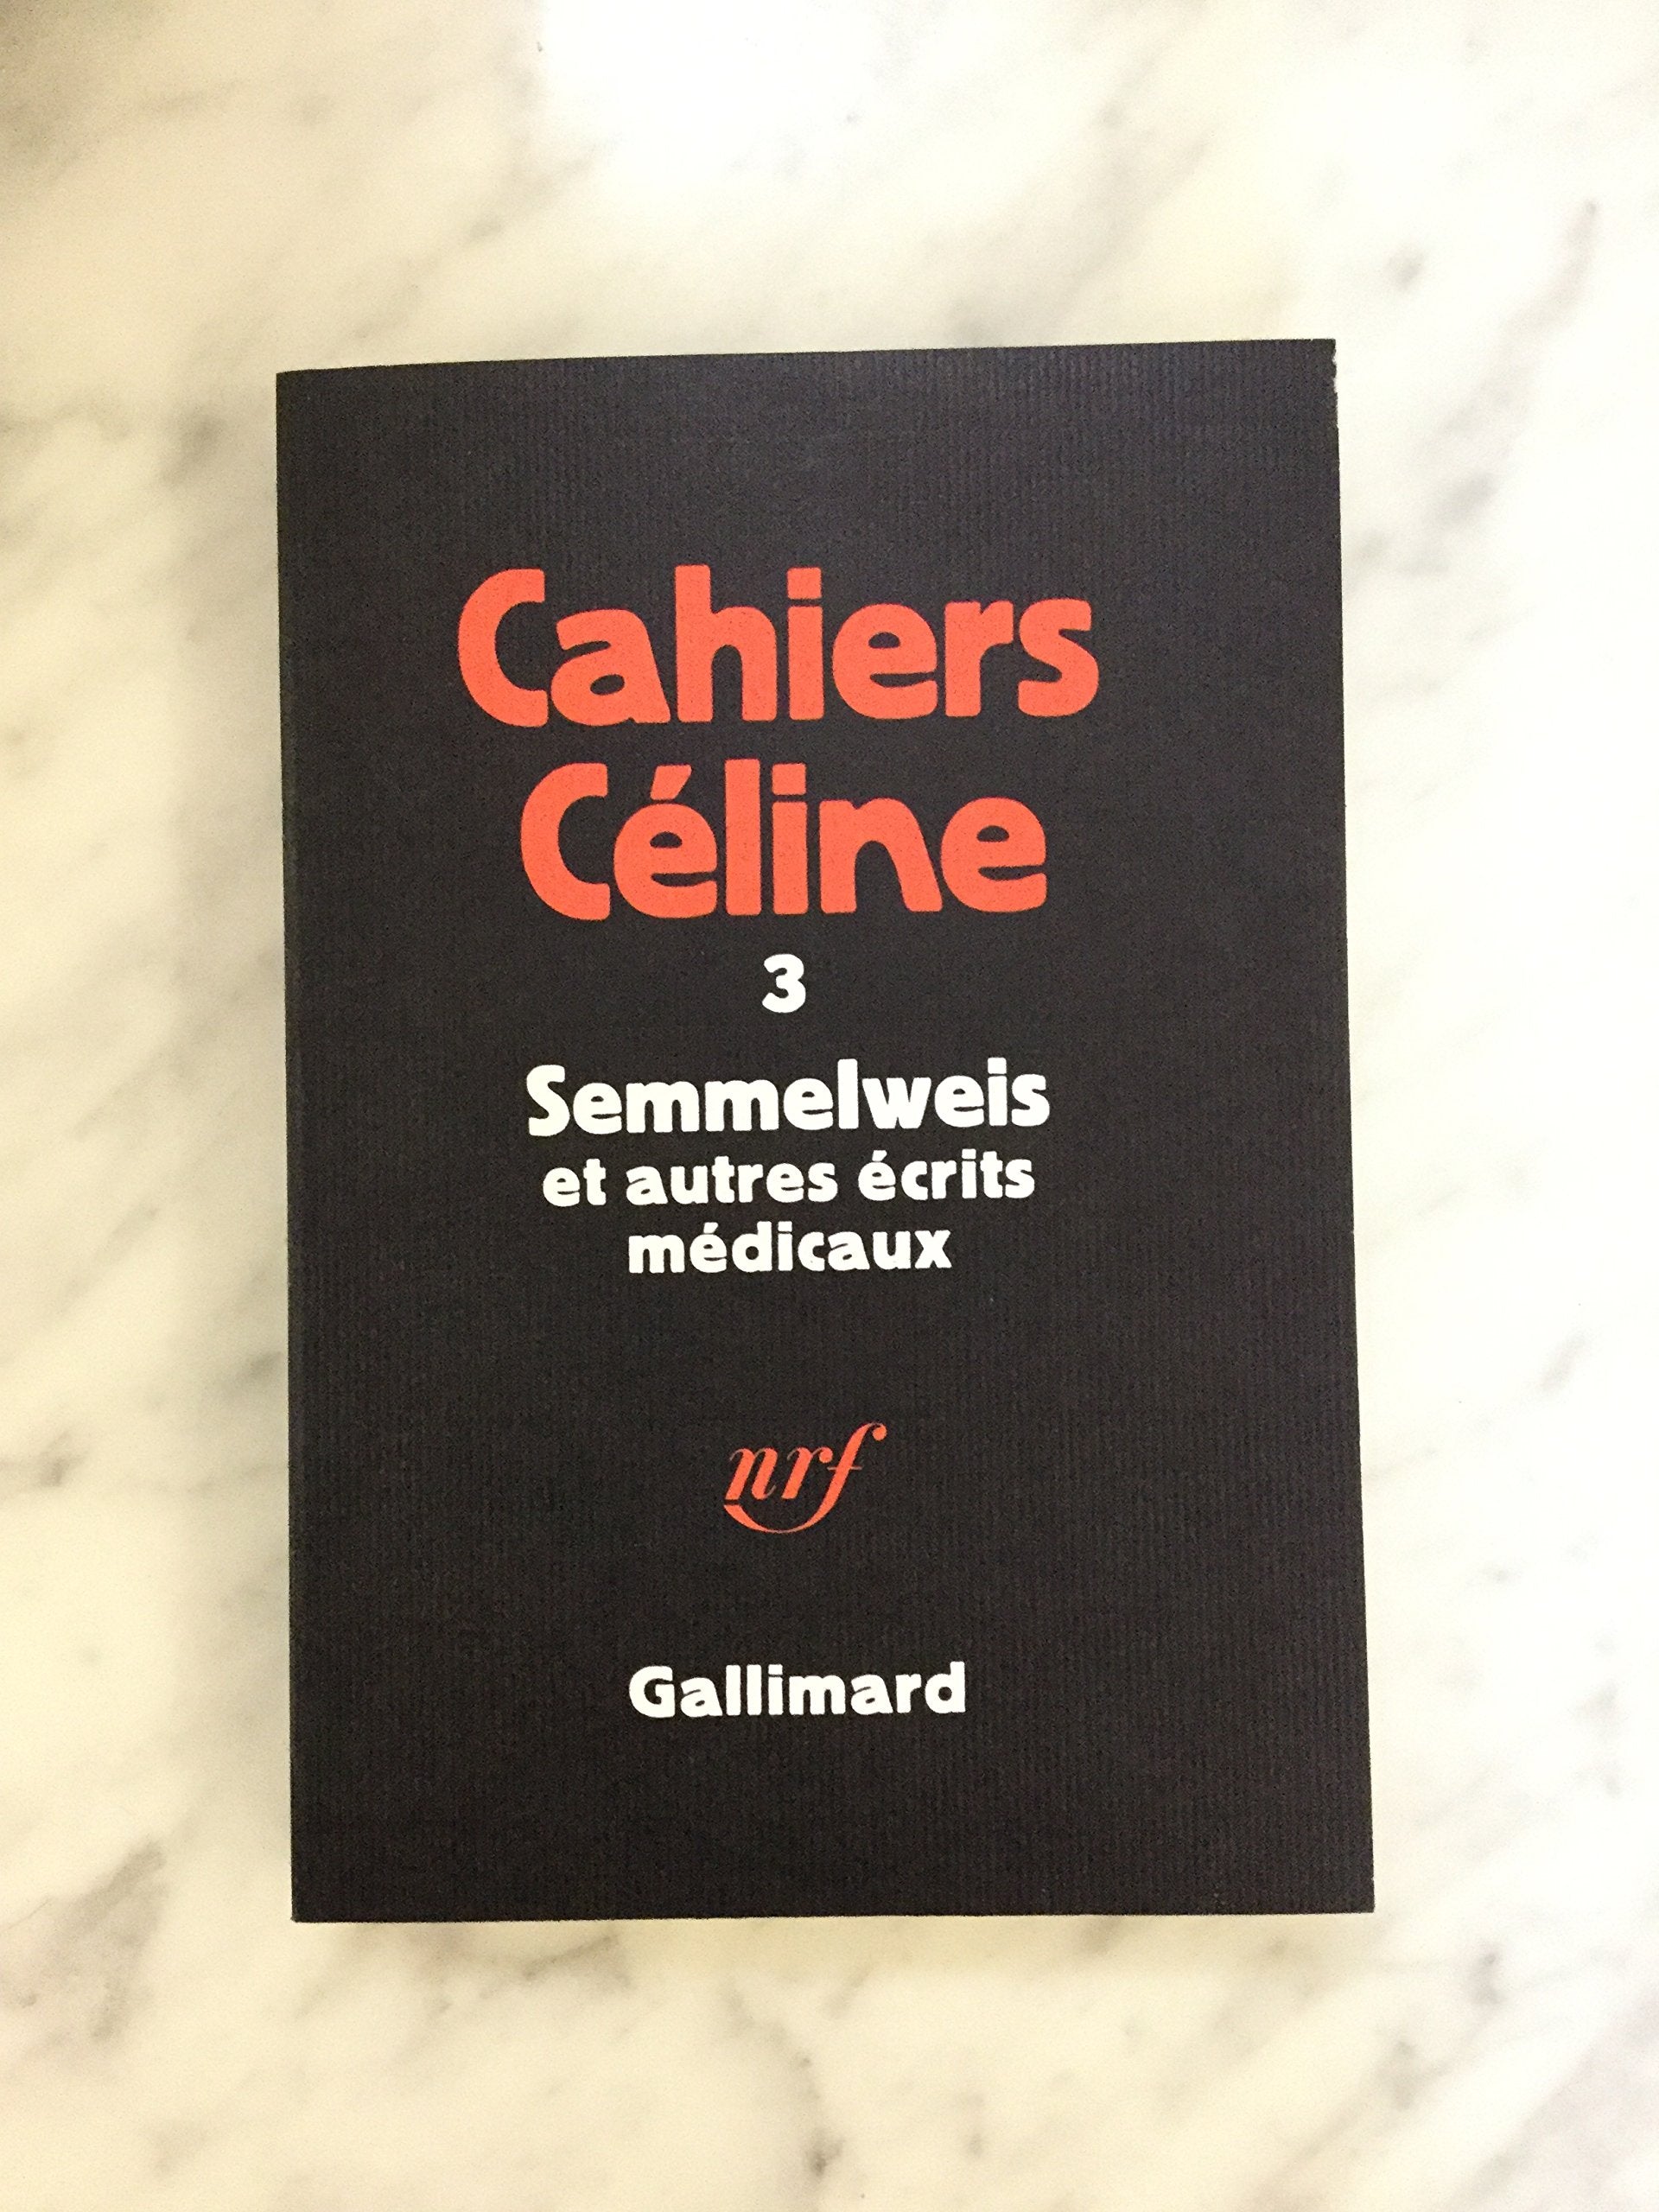 Cahiers
Céline
3
Semmelweis
et autres écrits
médicaux
nrf
Gallimard